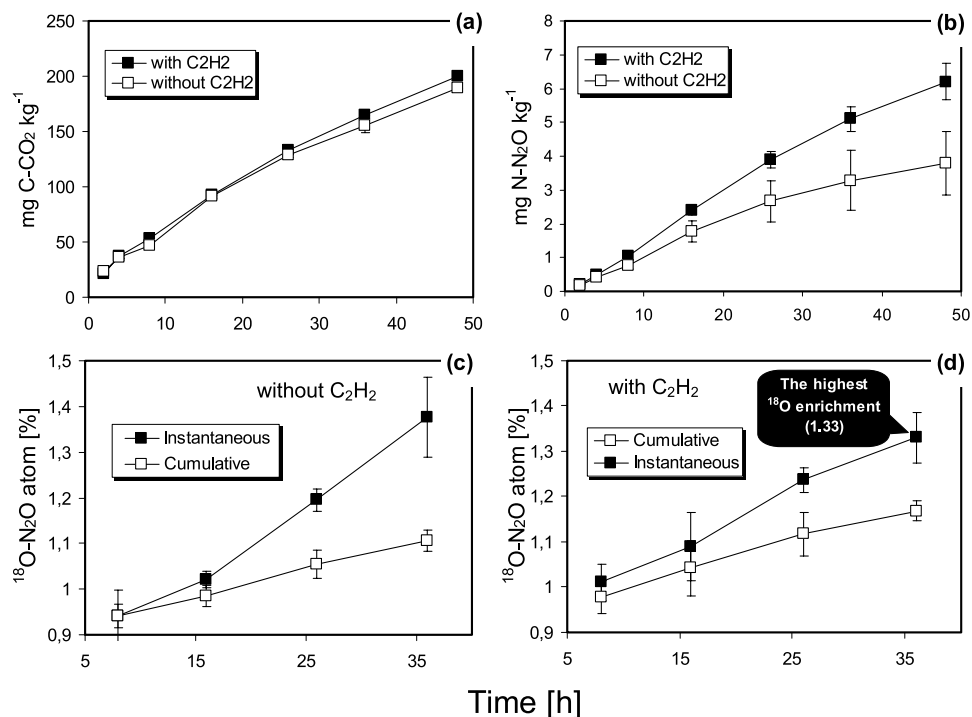 (a)
mg C-CO₂ kg⁻¹
250
200
150
100
50
0
with C2H2
without C2H2
0 10 20 30 40 50
(b)
mg N-N₂O kg⁻¹
8
7
6
5
4
3
2
1
0
with C2H2
without C2H2
0 10 20 30 40 50
(c)
¹⁸O-N₂O atom [%]
1,5
1,4
1,3
1,2
1,1
1
0,9
without C₂H₂
Instantaneous
Cumulative
5 15 25 35
(d)
¹⁸O-N₂O atom [%]
1,5
1,4
1,3
1,2
1,1
1
0,9
with C₂H₂
The highest
¹⁸O enrichment
(1.33)
Cumulative
Instantaneous
5 15 25 35
Time [h]